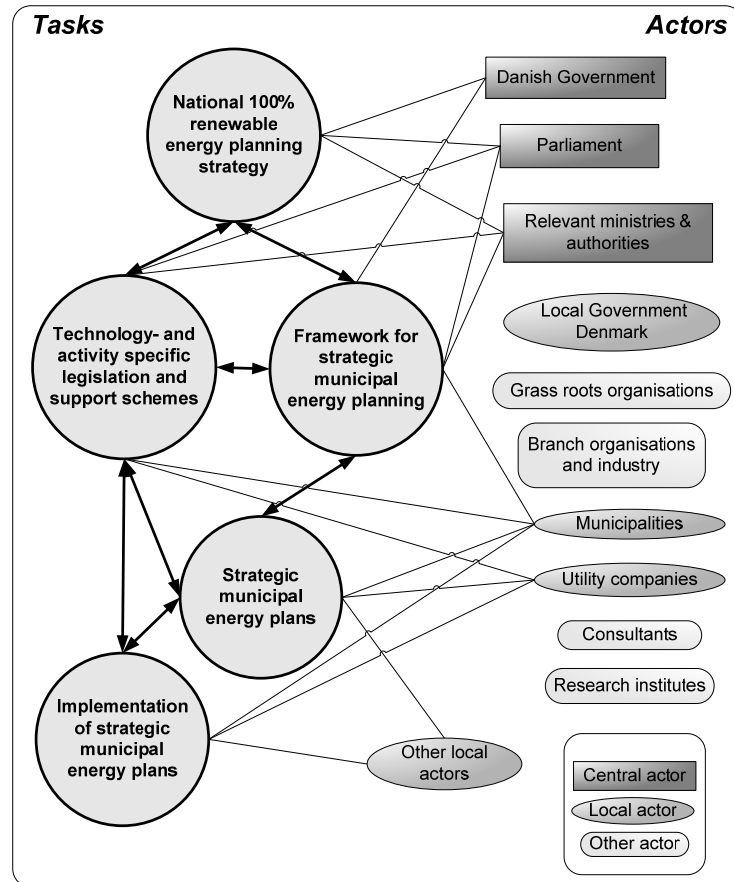 Tasks
Actors
National 100%
renewable
energy planning
strategy
Danish Government
Parliament
Relevant ministries &
authorities
Technology- and
activity specific
legislation and
support schemes
Framework for
strategic
municipal
energy planning
Local Government
Denmark
Grass roots organisations
Branch organisations
and industry
Municipalities
Strategic
municipal
energy plans
Utility companies
Consultants
Research institutes
Implementation
of strategic
municipal
energy plans
Other local
actors
Central actor
Local actor
Other actor